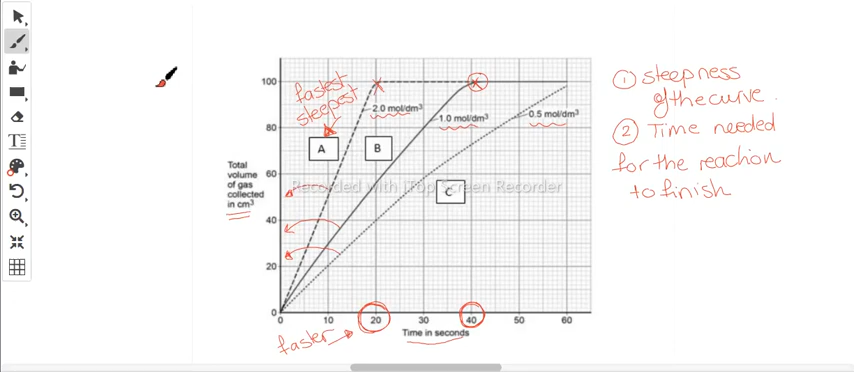 100
80
60
40
20
0
Total
volume
of gas
collected
in cm³
fastest
steepest
A
B
C
2.0 mol/dm³
1.0 mol/dm³
0.5 mol/dm³
Recorded with iTop Screen Recorder
0 10 20 30 40 50 60
Time in seconds
faster
① steepness
of the curve.
② Time needed
for the reaction
to finish
T